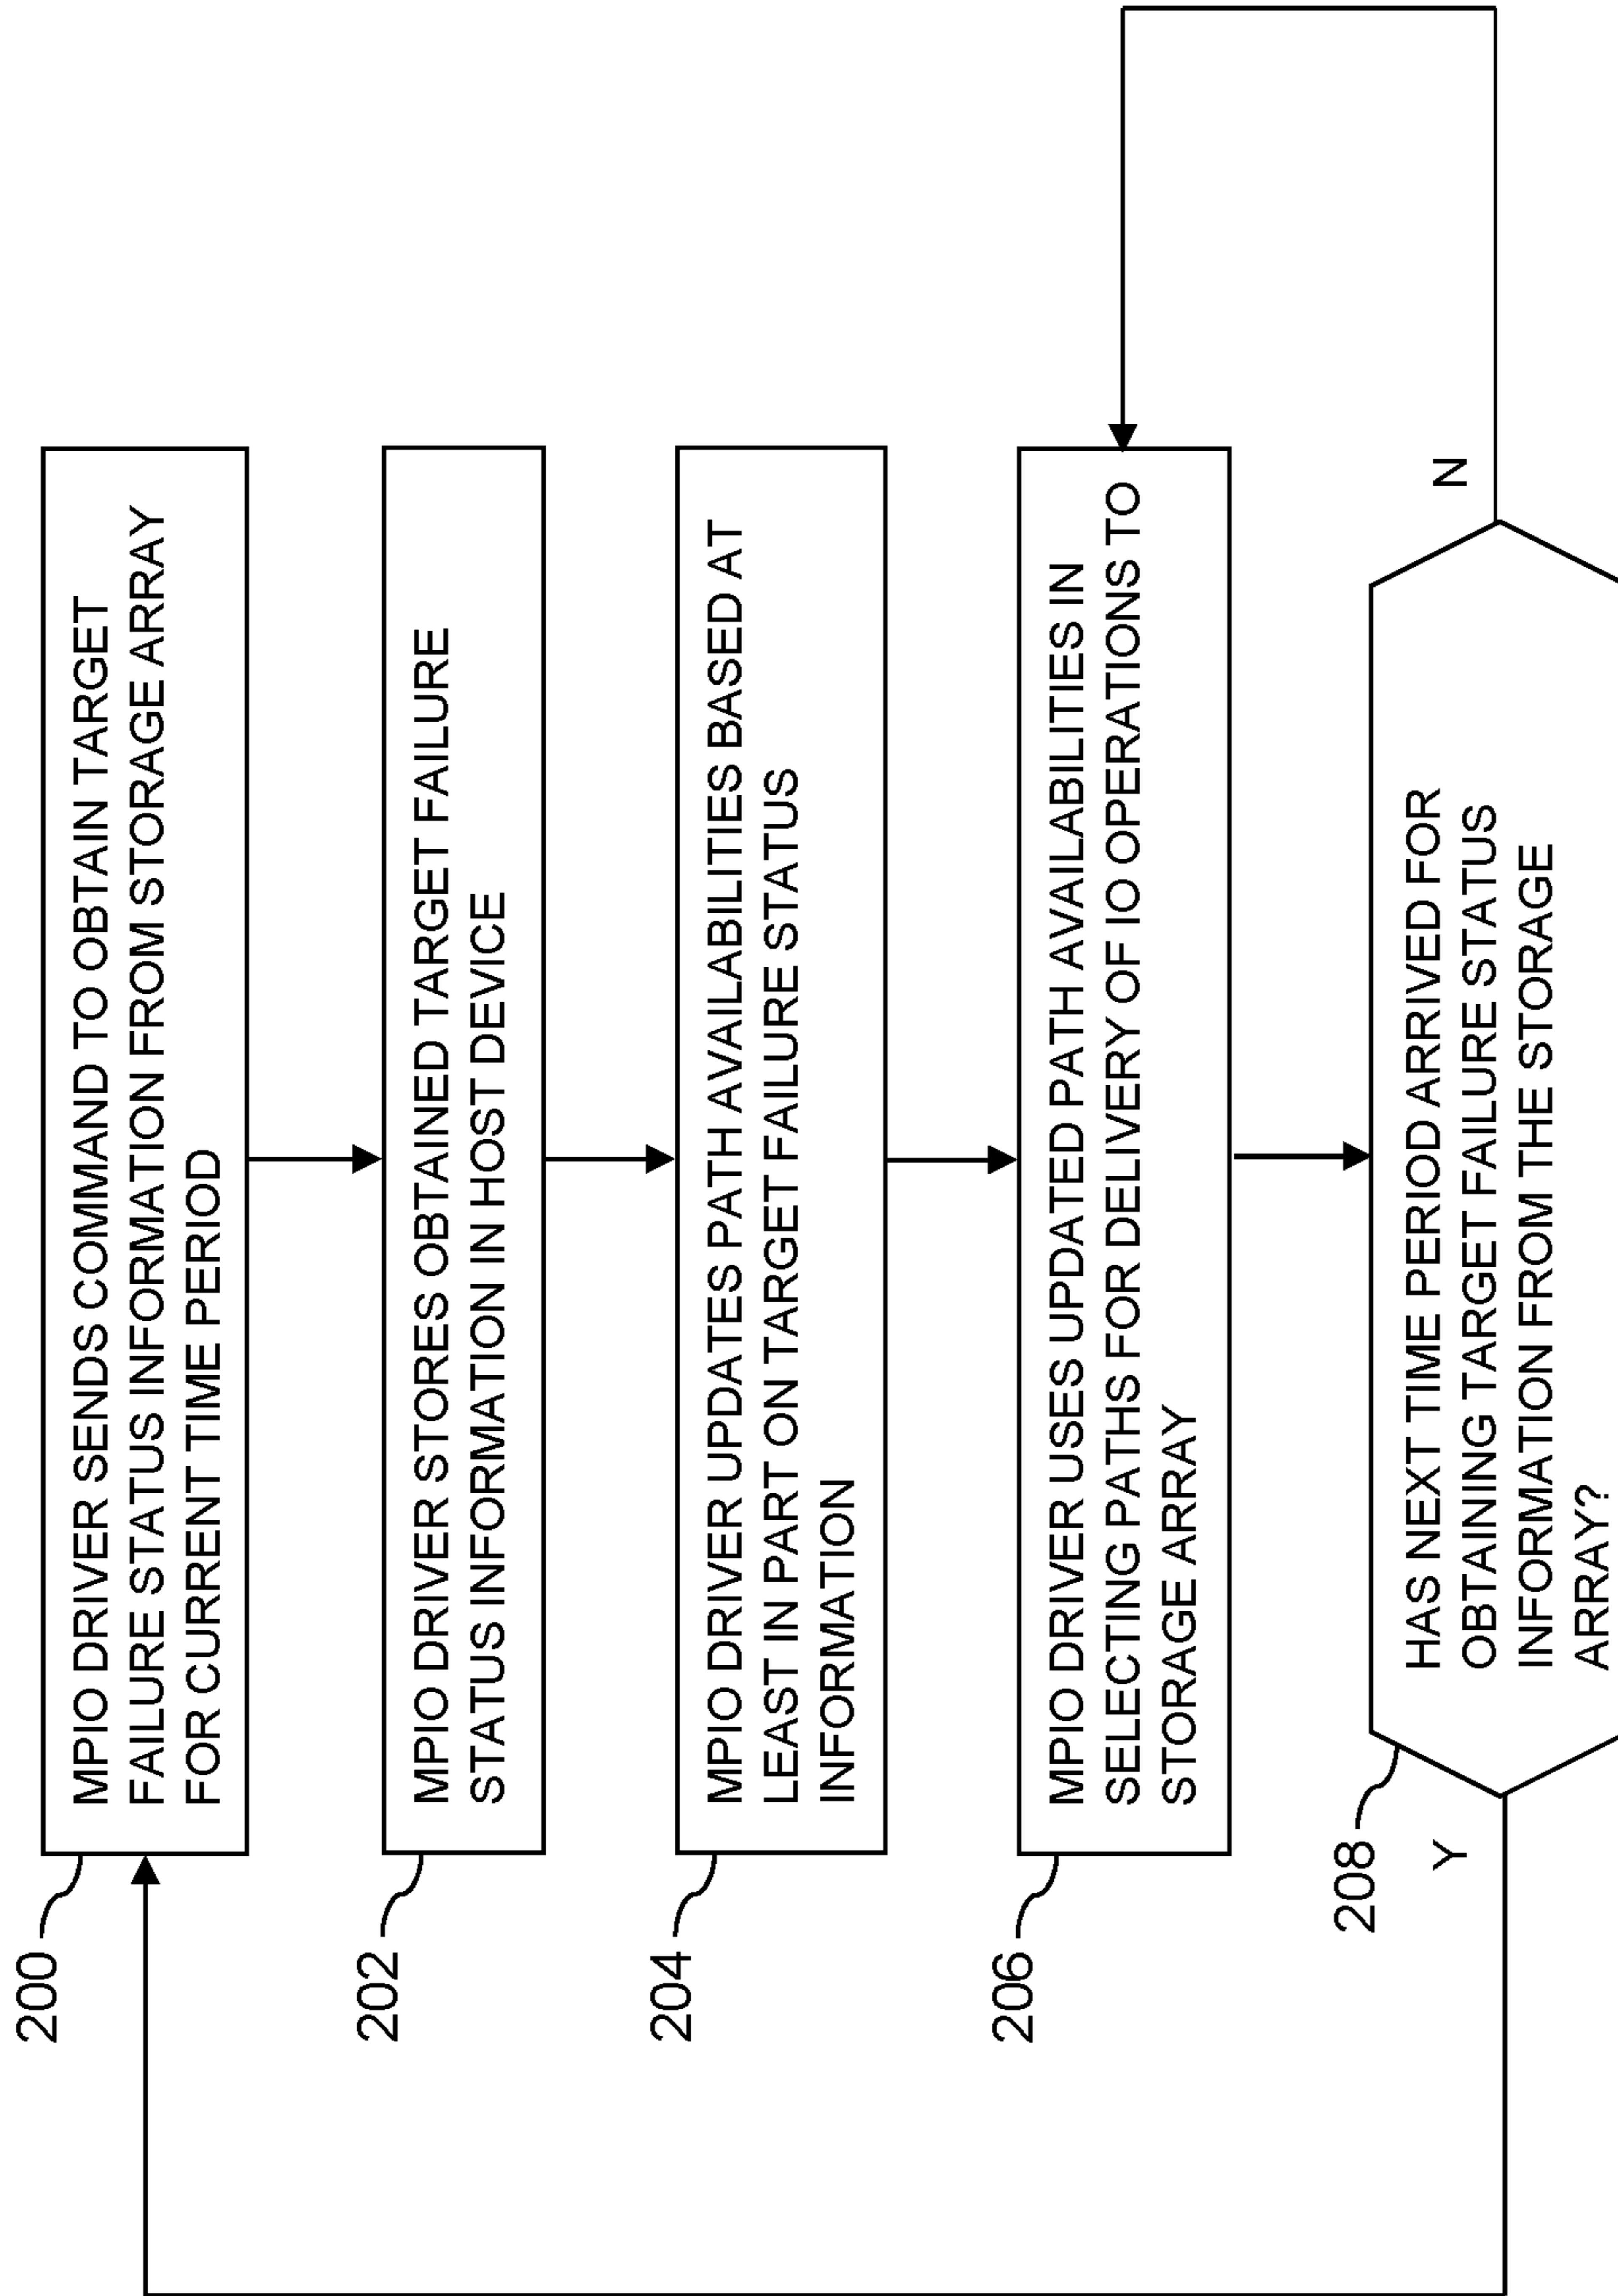 200
MPIO DRIVER SENDS COMMAND TO OBTAIN TARGET
FAILURE STATUS INFORMATION FROM STORAGE ARRAY
FOR CURRENT TIME PERIOD
202
MPIO DRIVER STORES OBTAINED TARGET FAILURE
STATUS INFORMATION IN HOST DEVICE
204
MPIO DRIVER UPDATES PATH AVAILABILITIES BASED AT
LEAST IN PART ON TARGET FAILURE STATUS
INFORMATION
206
MPIO DRIVER USES UPDATED PATH AVAILABILITIES IN
SELECTING PATHS FOR DELIVERY OF IO OPERATIONS TO
STORAGE ARRAY
208
HAS NEXT TIME PERIOD ARRIVED FOR
OBTAINING TARGET FAILURE STATUS
INFORMATION FROM THE STORAGE
ARRAY?
Y
N